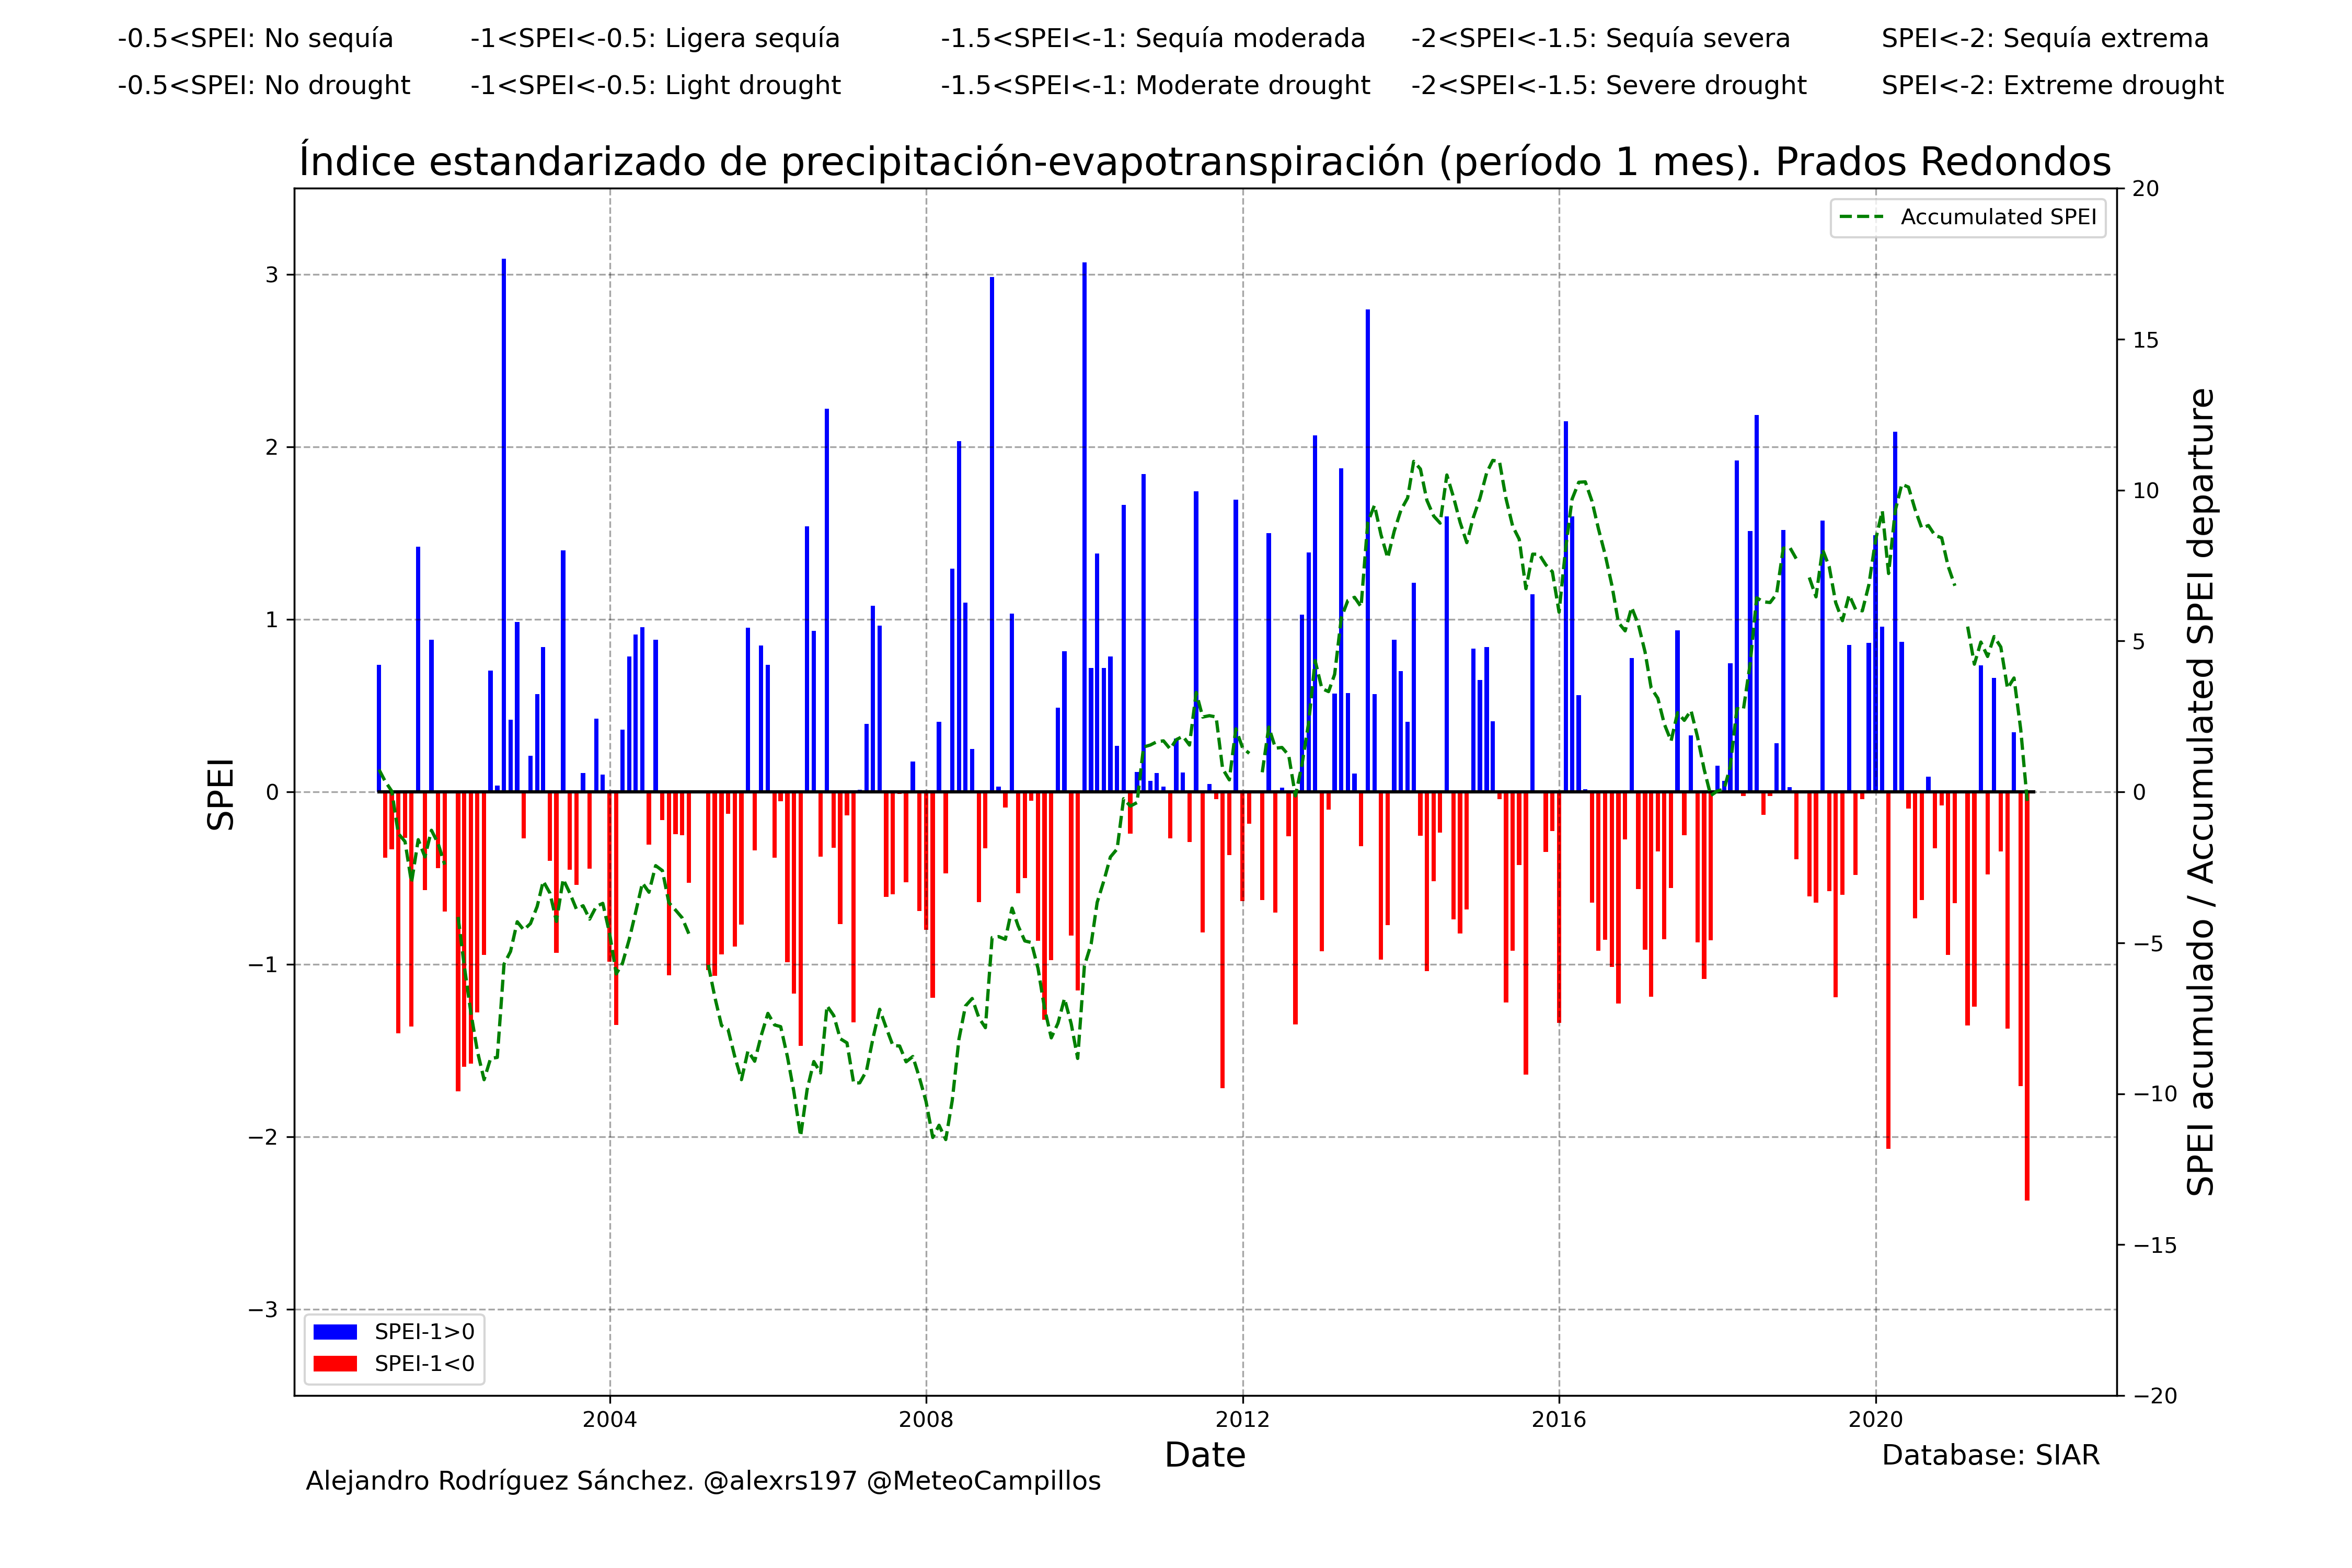 -0.5<SPEI: No sequía -1<SPEI<-0.5: Ligera sequía -1.5<SPEI<-1: Sequía moderada -2<SPEI<-1.5: Sequía severa SPEI<-2: Sequía extrema
-0.5<SPEI: No drought -1<SPEI<-0.5: Light drought -1.5<SPEI<-1: Moderate drought -2<SPEI<-1.5: Severe drought SPEI<-2: Extreme drought
Índice estandarizado de precipitación-evapotranspiración (período 1 mes). Prados Redondos
Accumulated SPEI
SPEI
3
2
1
0
−1
−2
−3
20
15
10
5
0
−5
−10
−15
−20
SPEI acumulado / Accumulated SPEI departure
SPEI-1>0
SPEI-1<0
2004 2008 2012 2016 2020
Date
Database: SIAR
Alejandro Rodríguez Sánchez. @alexrs197 @MeteoCampillos